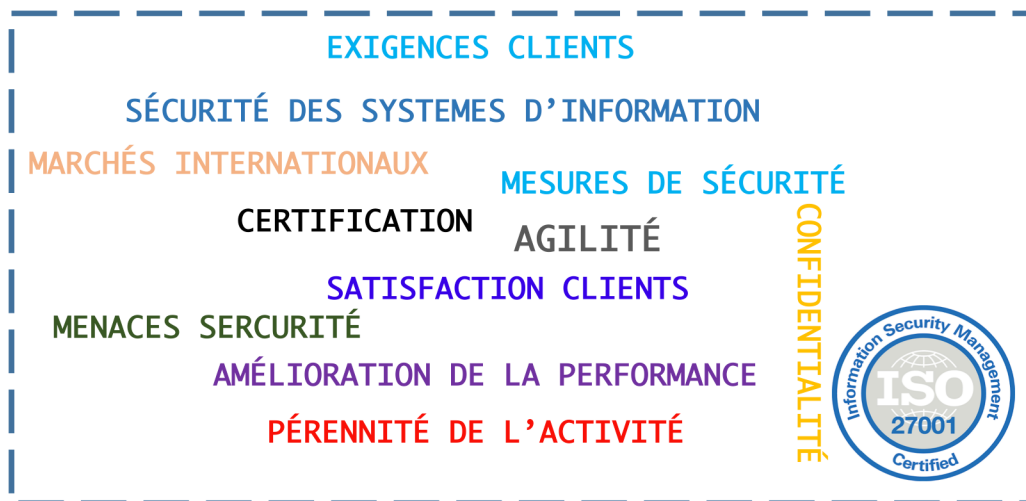 EXIGENCES CLIENTS
SÉCURITÉ DES SYSTEMES D’INFORMATION
MARCHÉS INTERNATIONAUX
MESURES DE SÉCURITÉ
CERTIFICATION
AGILITÉ
CONFIDENTIALITÉ
SATISFACTION CLIENTS
MENACES SERCURITÉ
AMÉLIORATION DE LA PERFORMANCE
PÉRENNITÉ DE L’ACTIVITÉ
Information Security Management
ISO
27001
Certified